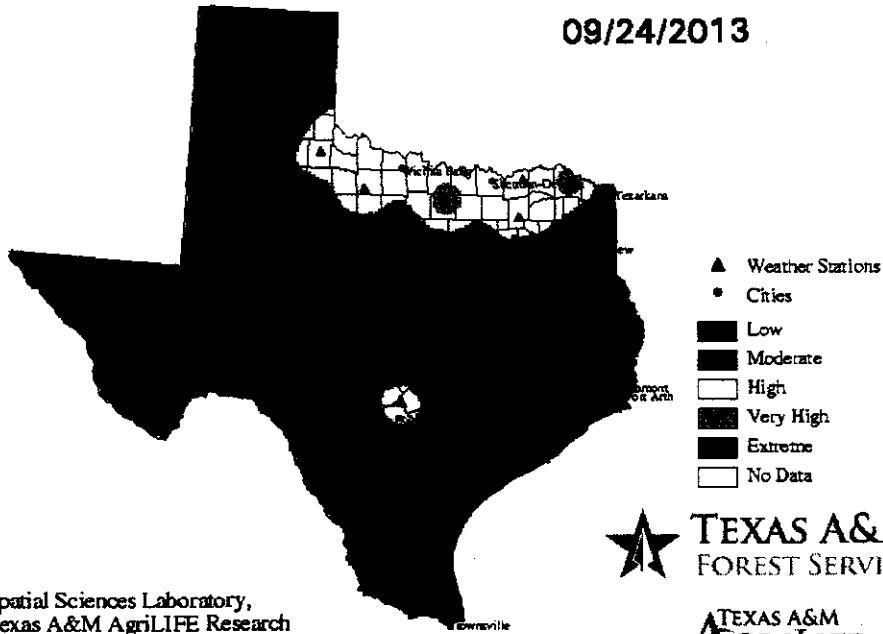 09/24/2013
Texarkana
Weather Stations
Cities
Low
Moderate
High
Very High
Extreme
No Data
TEXAS A&
FOREST SERVI
patial Sciences Laboratory,
exas A&M AgriLIFE Research
TEXAS A&M
ownsville